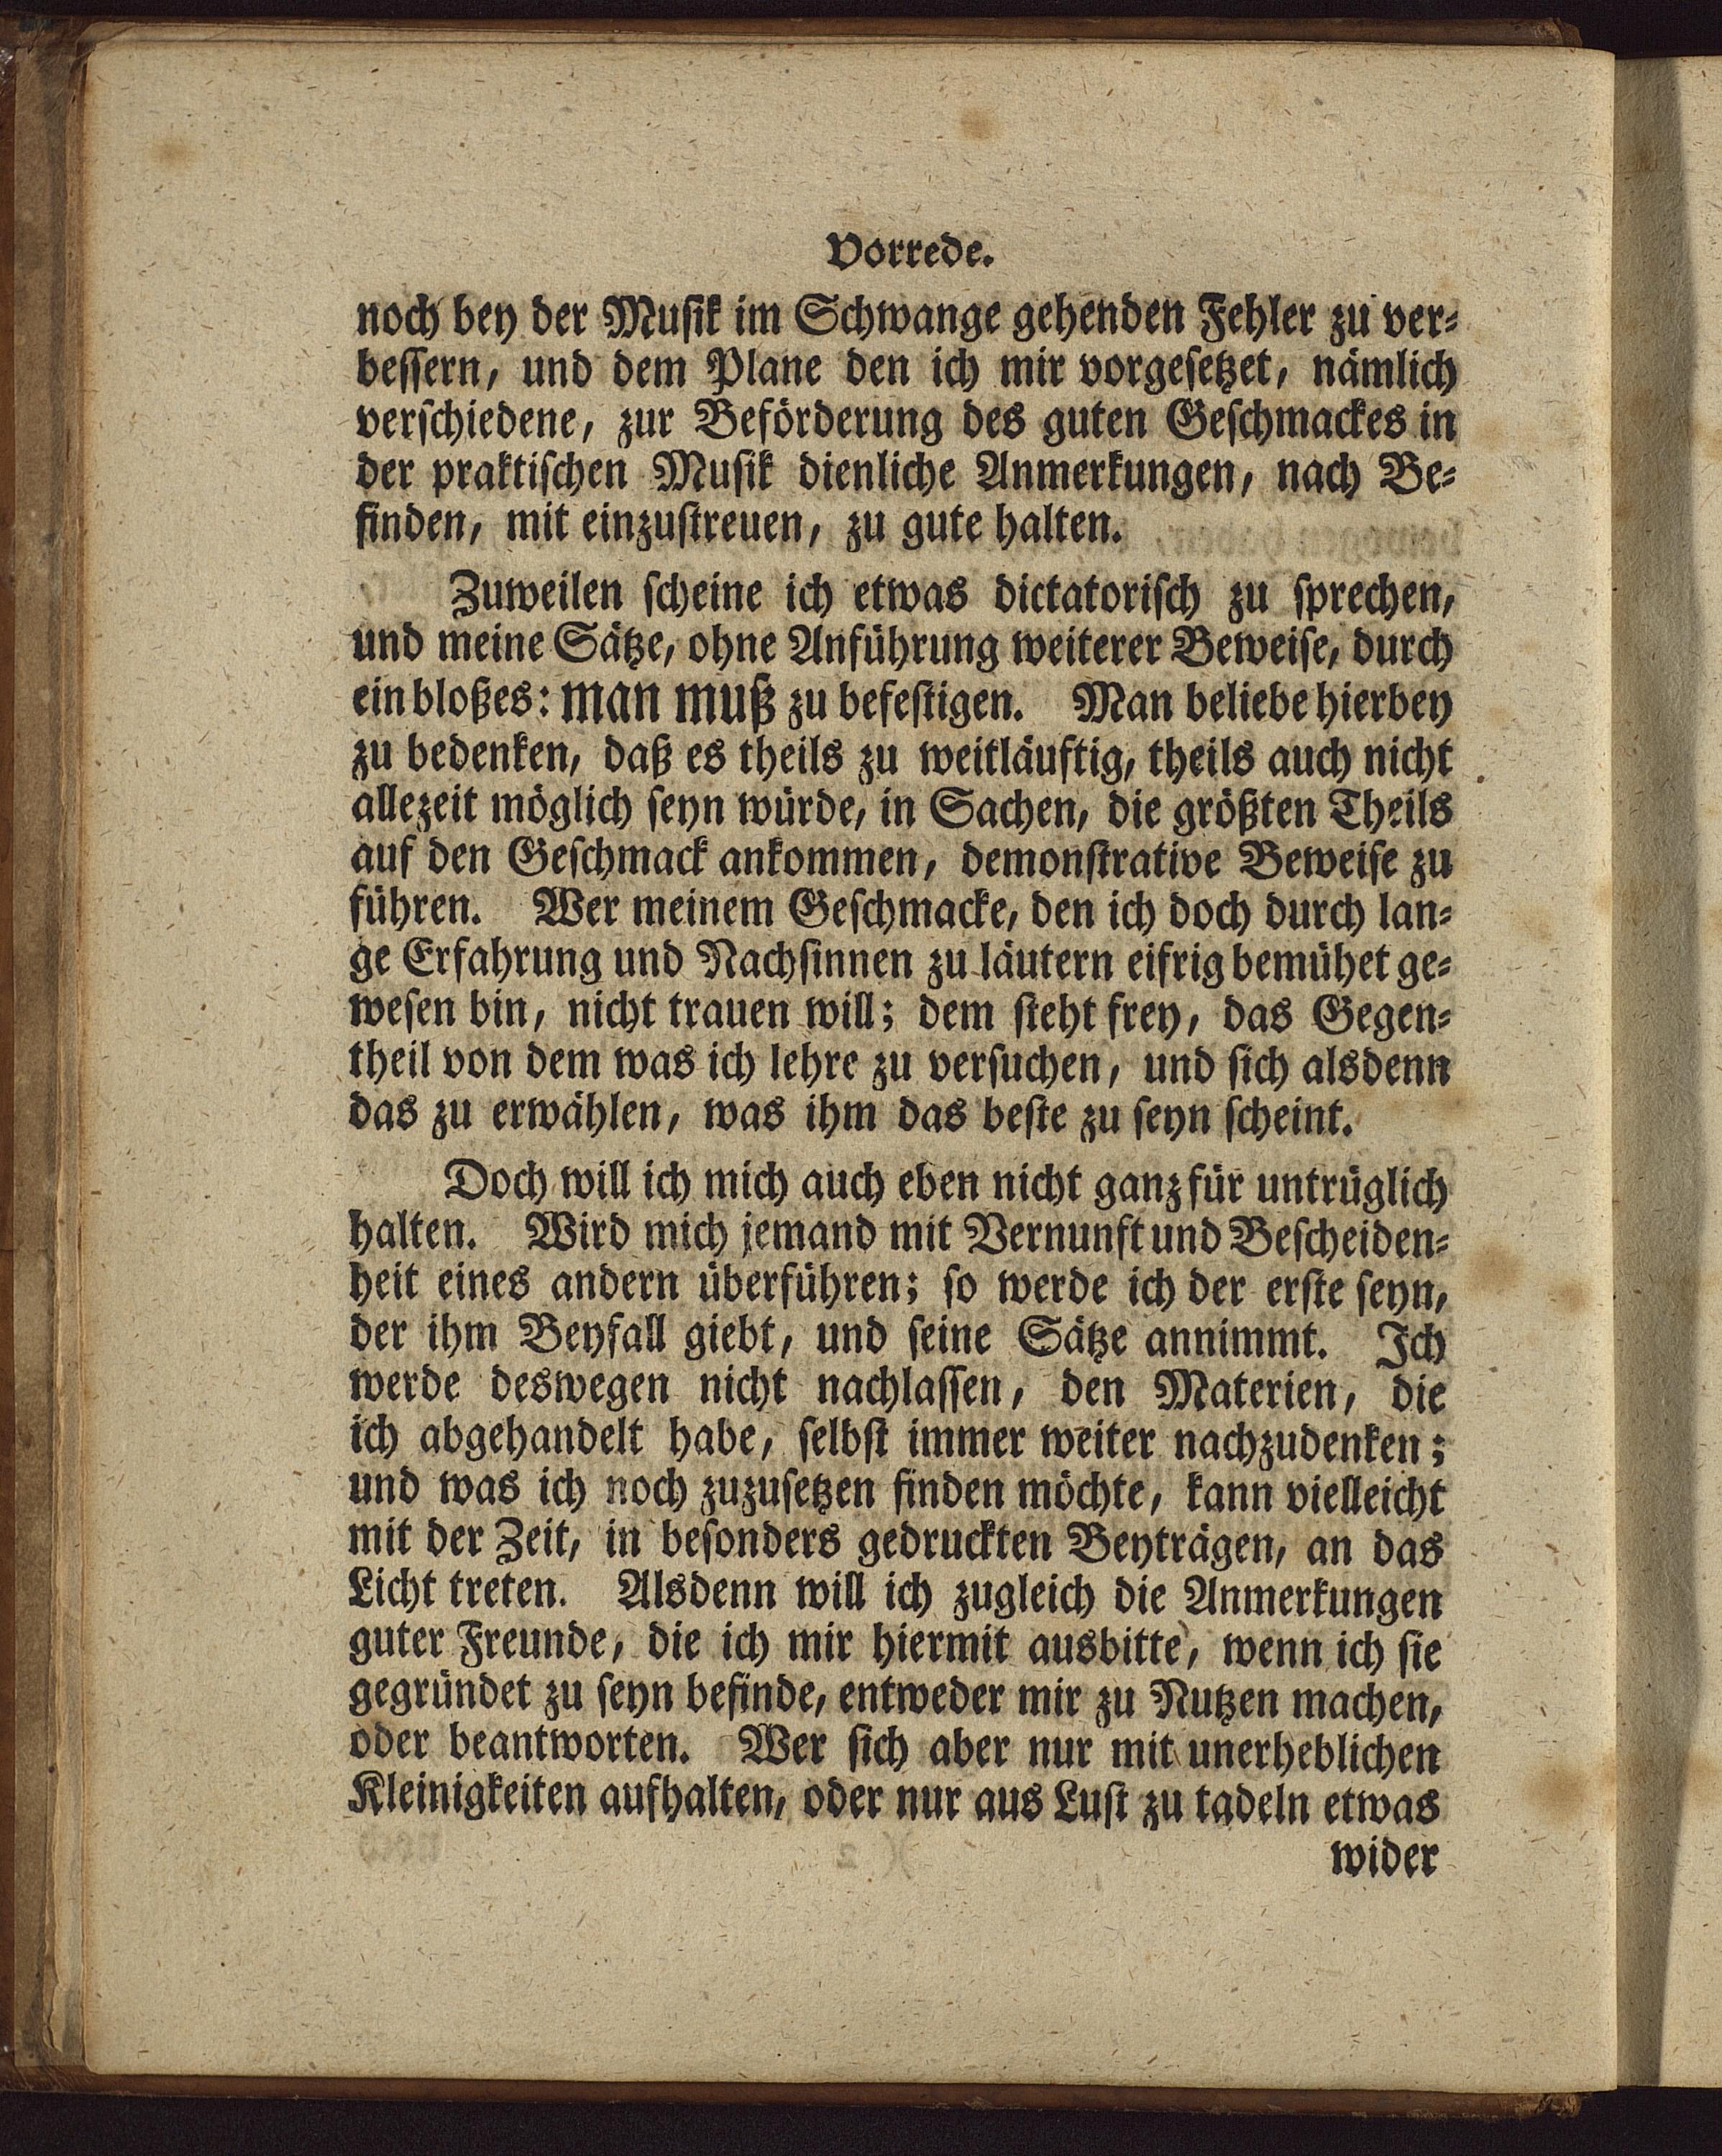 Vorrede.
noch bey der Muſik im Schwange gehenden Fehler zu ver⸗
beſſern, und dem Plane den ich mir vorgeſetzet, nämlich
verſchiedene, zur Beförderung des guten Geſchmackes in
der praktiſchen Muſik dienliche Anmerkungen, nach Be⸗
finden, mit einzuſtreuen, zu gute halten.
Zuweilen ſcheine ich etwas dictatoriſch zu ſprechen,
und meine Sätze, ohne Anführung weiterer Beweiſe, durch
ein bloßes: man muß zu befeſtigen. Man beliebe hierbey
zu bedenken, daß es theils zu weitläuftig, theils auch nicht
allezeit möglich ſeyn würde, in Sachen, die größten Theils
auf den Geſchmack ankommen, demonſtrative Beweiſe zu
führen. Wer meinem Geſchmacke, den ich doch durch lan⸗
ge Erfahrung und Nachſinnen zu läutern eifrig bemühet ge⸗
weſen bin, nicht trauen will; dem ſteht frey, das Gegen⸗
theil von dem was ich lehre zu verſuchen, und ſich alsdenn
das zu erwählen, was ihm das beſte zu ſeyn ſcheint.
Doch will ich mich auch eben nicht ganz für untrüglich
halten. Wird mich jemand mit Vernunft und Beſcheiden⸗
heit eines andern überführen; ſo werde ich der erſte ſeyn,
der ihm Beyfall giebt, und ſeine Sätze annimmt. Ich
werde deswegen nicht nachlaſſen, den Materien, die
ich abgehandelt habe, ſelbſt immer weiter nachzudenken;
und was ich noch zuzuſetzen finden möchte, kann vielleicht
mit der Zeit, in beſonders gedruckten Beyträgen, an das
Licht treten. Alsdenn will ich zugleich die Anmerkungen
guter Freunde, die ich mir hiermit ausbitte, wenn ich ſie
gegründet zu ſeyn befinde, entweder mir zu Nutzen machen,
oder beantworten. Wer ſich aber nur mit unerheblichen
Kleinigkeiten aufhalten, oder nur aus Luſt zu tadeln etwas
wider